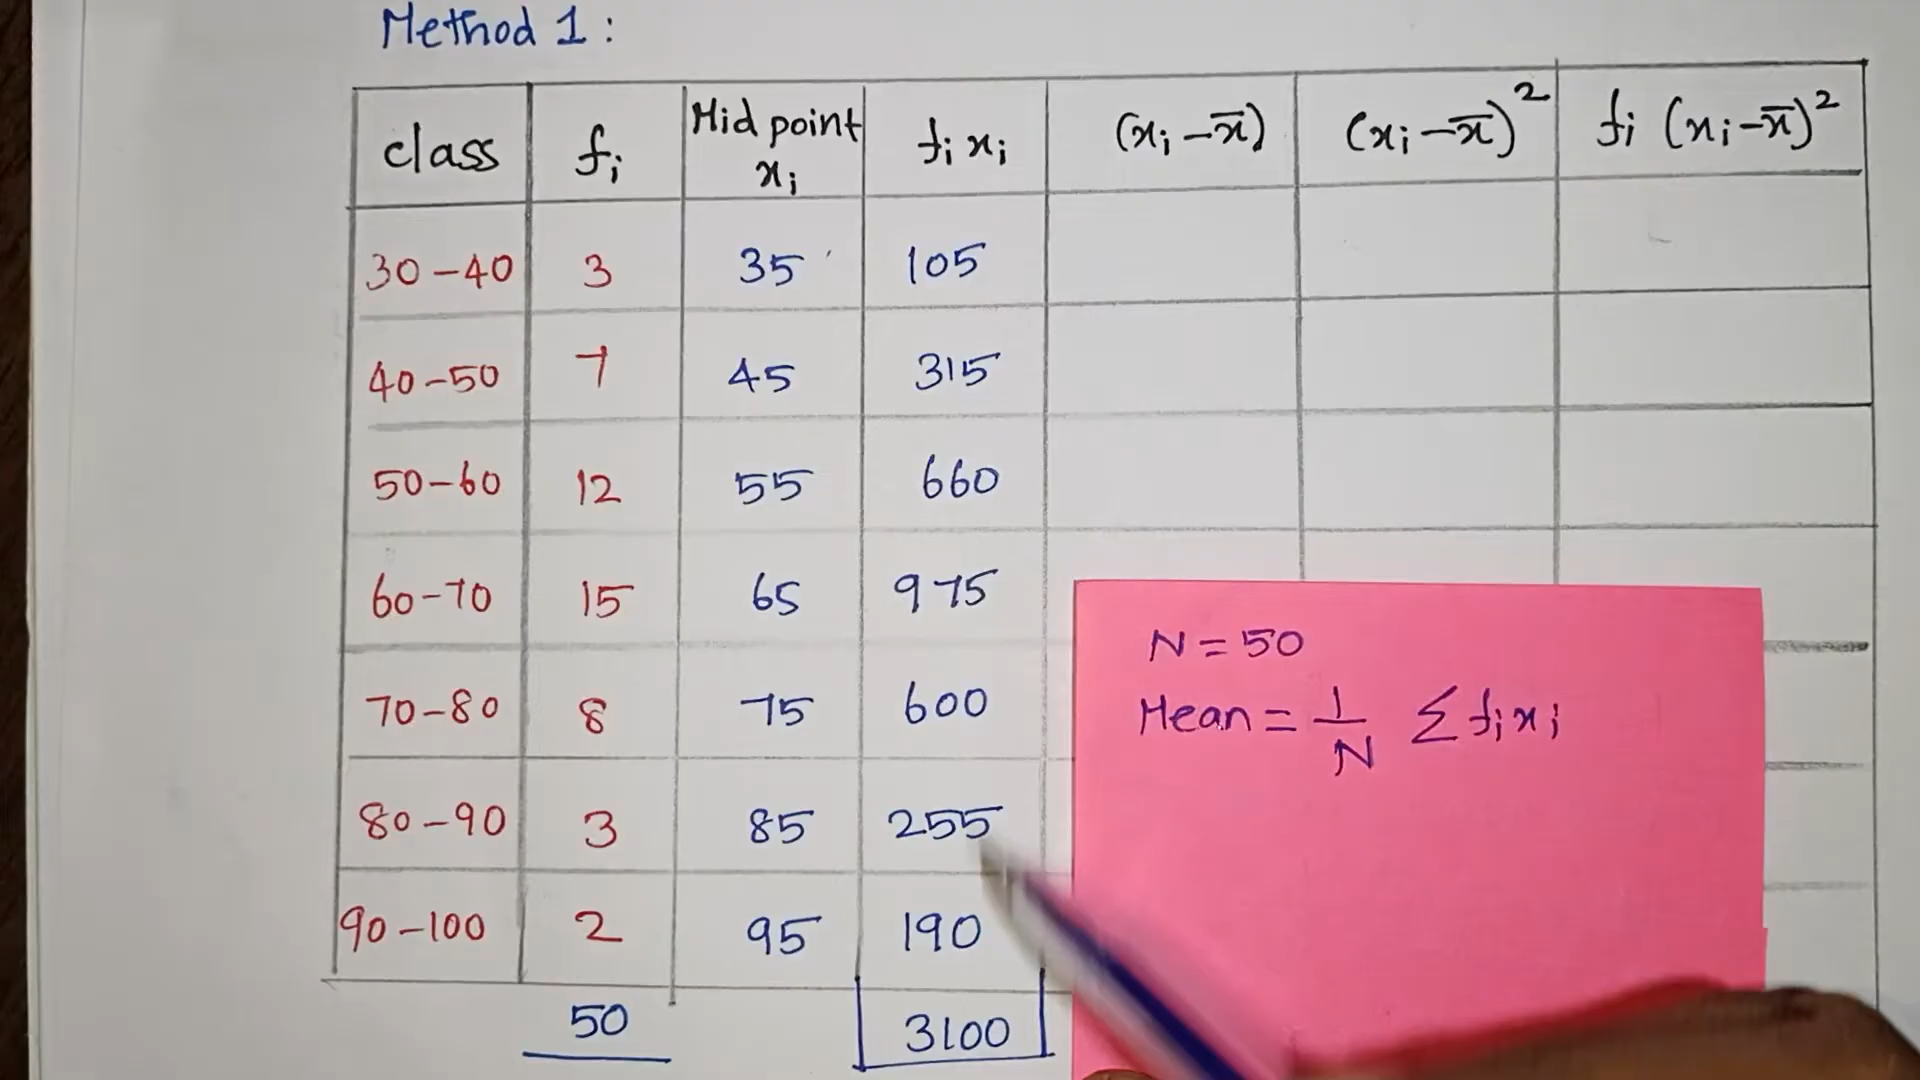 Method 1 :
class fᵢ Mid point xᵢ fᵢ xᵢ (xᵢ – x̄) (xᵢ – x̄)² fᵢ (xᵢ – x̄)²
30 – 40 3 35 105
40 – 50 7 45 315
50 – 60 12 55 660
60 – 70 15 65 975
70 – 80 8 75 600
80 – 90 3 85 255
90 – 100 2 95 190
50 3100
N = 50
Mean = 1/N Σ fᵢ xᵢ